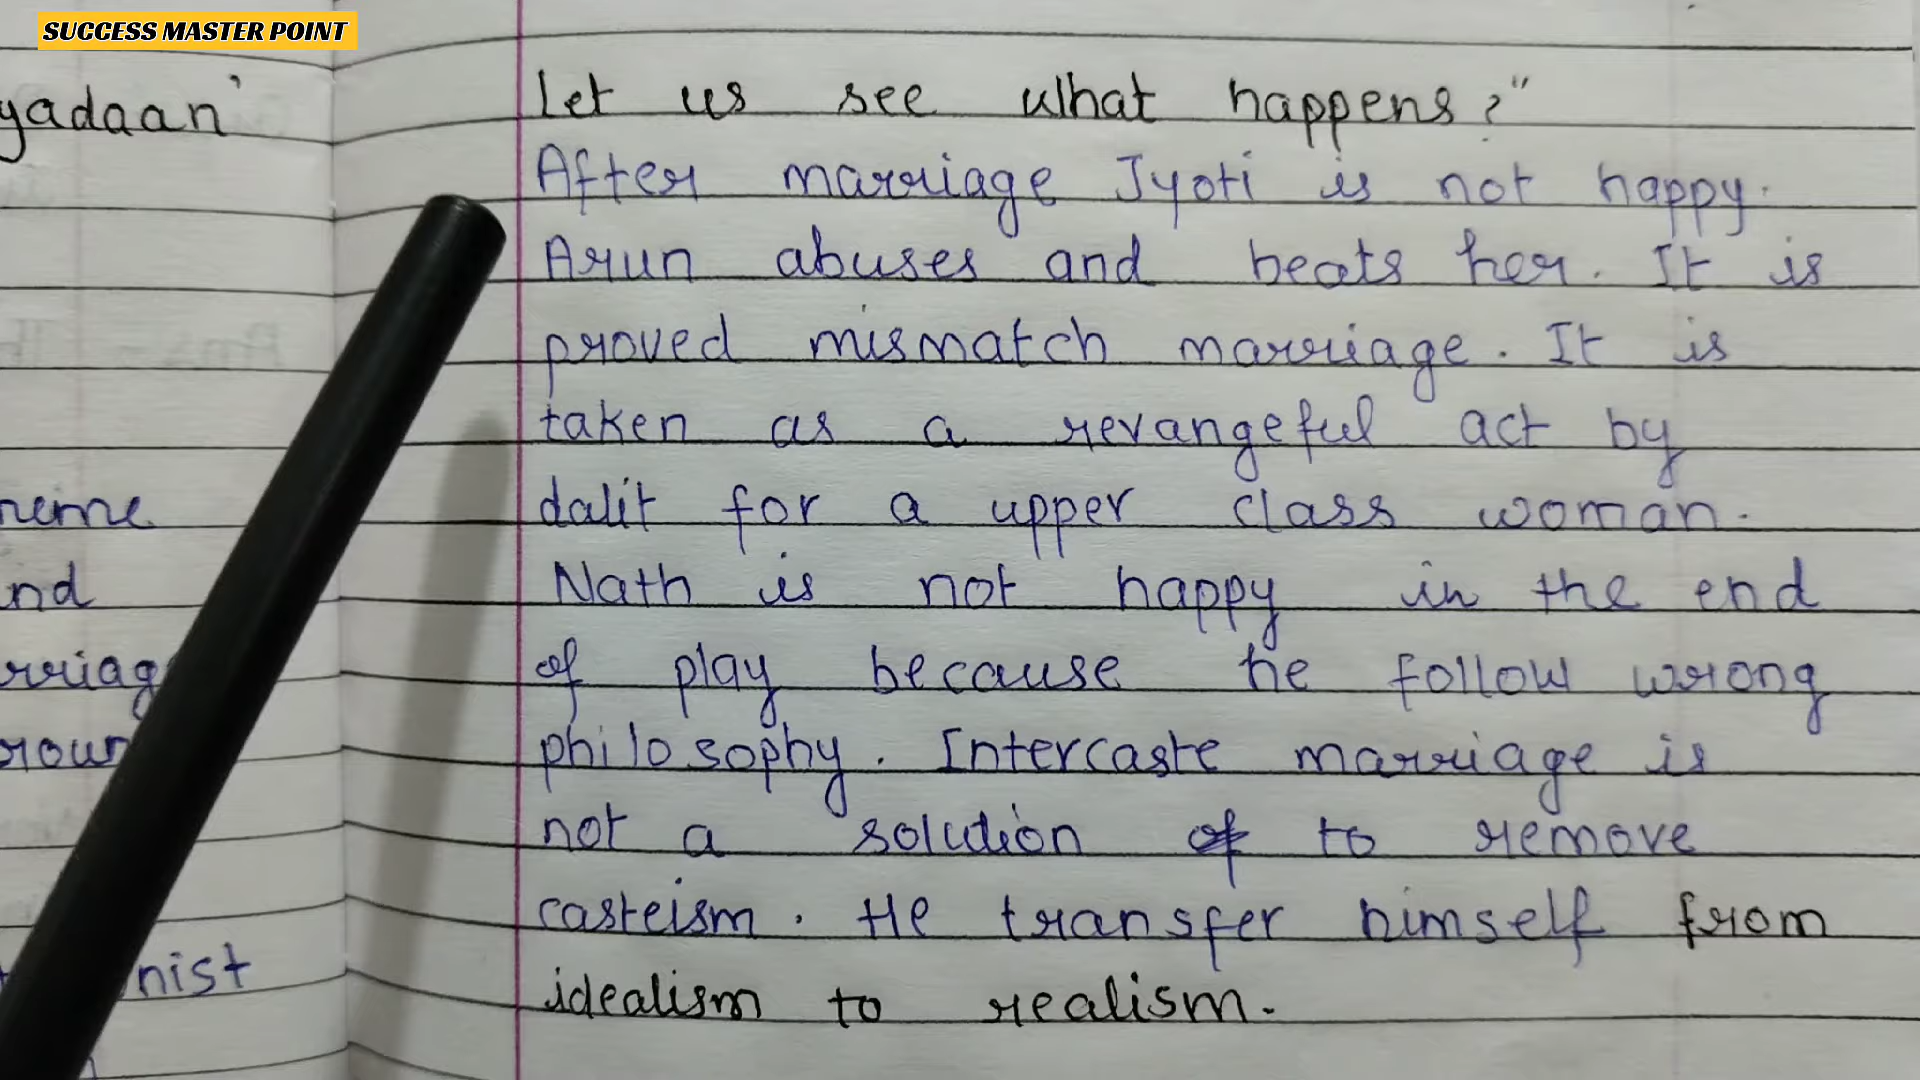 SUCCESS MASTER POINT
yadaan'
Let us see what happens?"
After marriage Jyoti is not happy.
Arun abuses and beats her. It is
proved mismatch marriage. It is
taken as a revangeful act by
dalit for a upper class woman.
Nath is not happy in the end
of play because he follow wrong
philosophy. Intercaste marriage is
not a solution of to remove
casteism. He transfer himself from
idealism to realism.
heme
nd
rriag
roun
nist